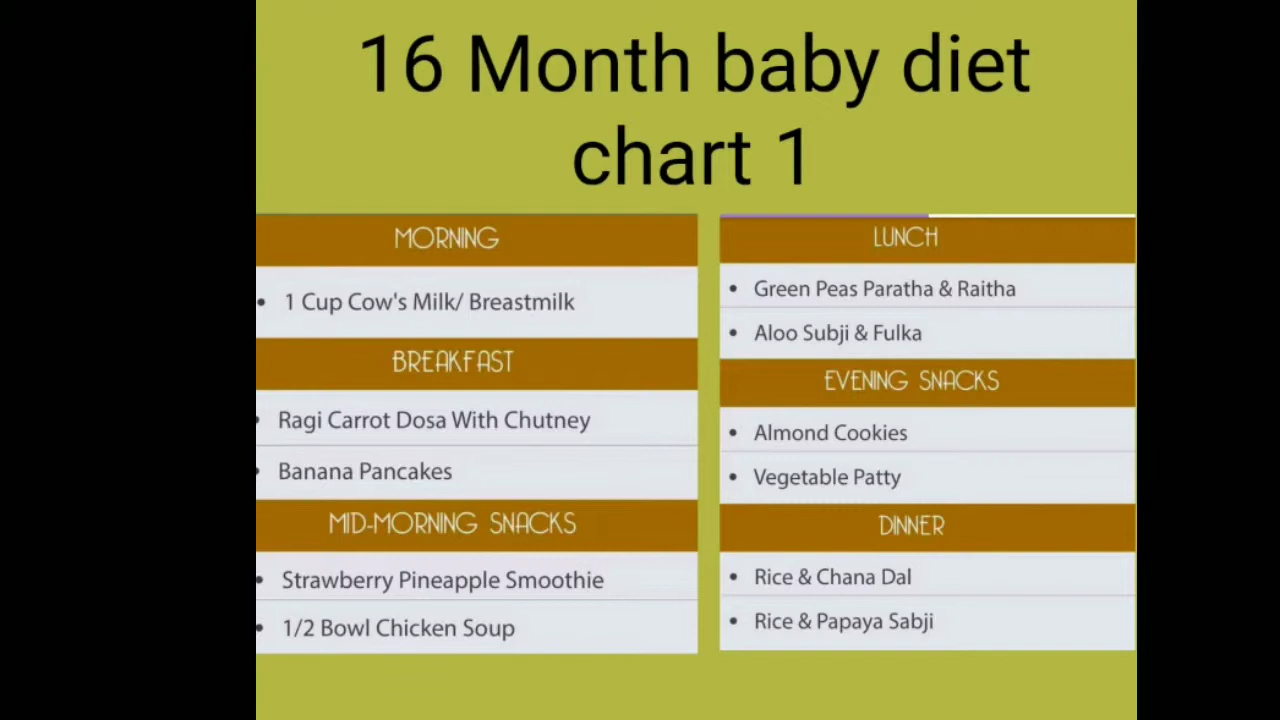 16 Month baby diet
chart 1
MORNING
• 1 Cup Cow's Milk/ Breastmilk
BREAKFAST
• Ragi Carrot Dosa With Chutney
• Banana Pancakes
MID-MORNING SNACKS
• Strawberry Pineapple Smoothie
• 1/2 Bowl Chicken Soup
LUNCH
• Green Peas Paratha & Raitha
• Aloo Subji & Fulka
EVENING SNACKS
• Almond Cookies
• Vegetable Patty
DINNER
• Rice & Chana Dal
• Rice & Papaya Sabji